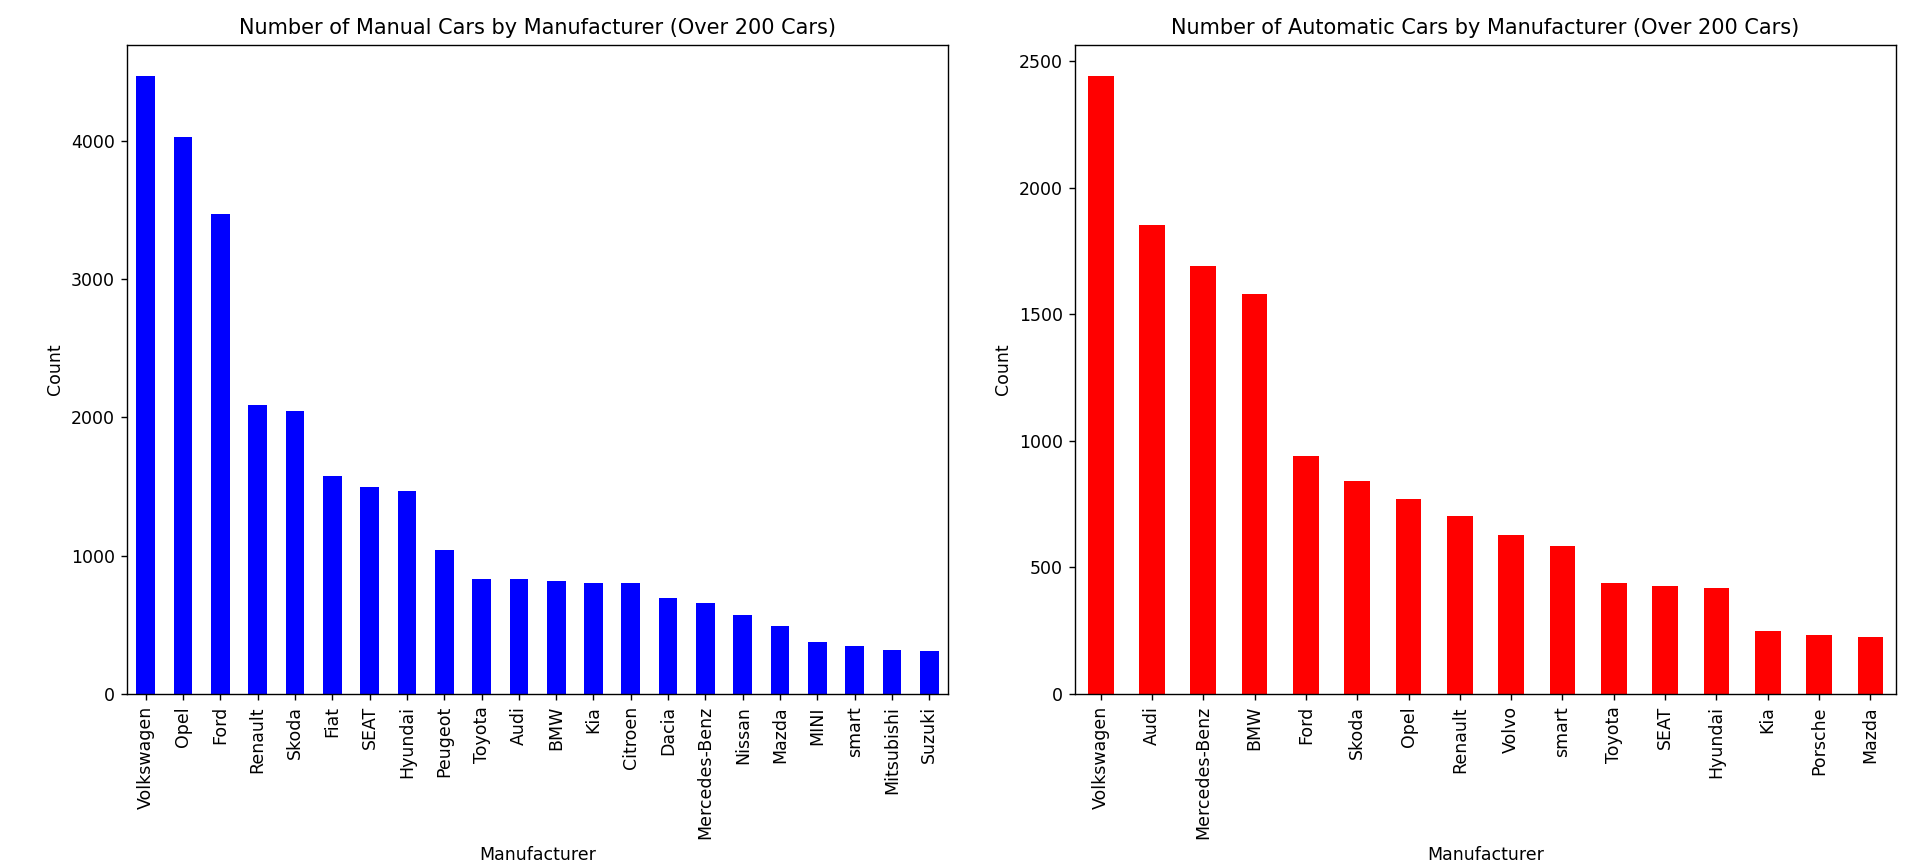 Number of Manual Cars by Manufacturer (Over 200 Cars)
Count
4000
3000
2000
1000
0
Volkswagen
Opel
Ford
Renault
Skoda
Fiat
SEAT
Hyundai
Peugeot
Toyota
Audi
BMW
Kia
Citroen
Dacia
Mercedes-Benz
Nissan
Mazda
MINI
smart
Mitsubishi
Suzuki
Manufacturer
Number of Automatic Cars by Manufacturer (Over 200 Cars)
Count
2500
2000
1500
1000
500
0
Volkswagen
Audi
Mercedes-Benz
BMW
Ford
Skoda
Opel
Renault
Volvo
smart
Toyota
SEAT
Hyundai
Kia
Porsche
Mazda
Manufacturer